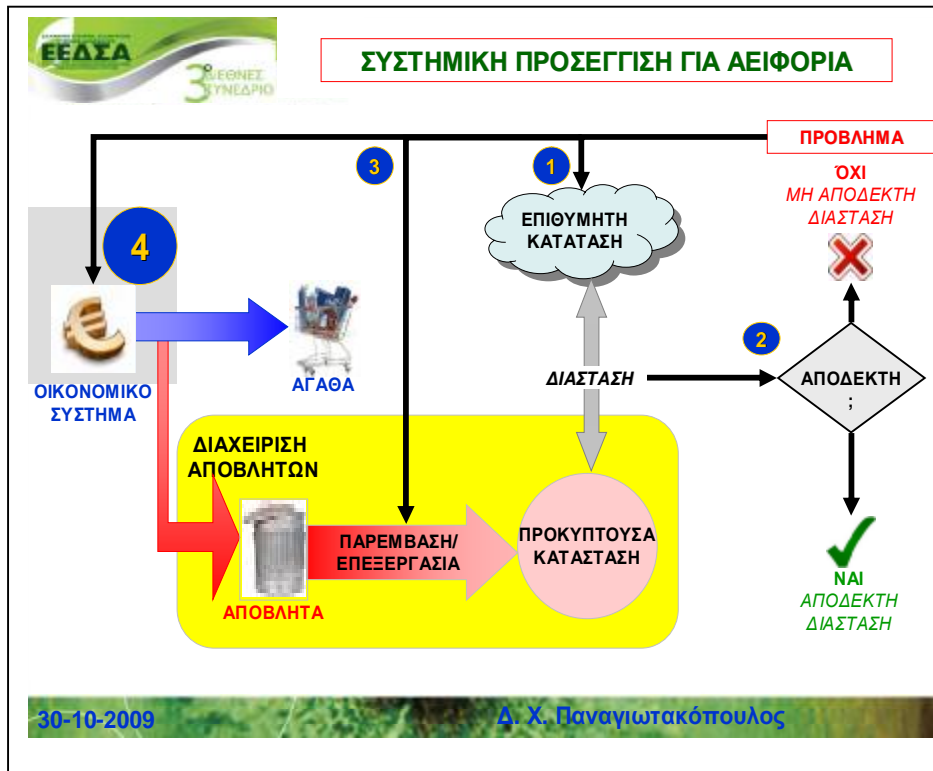 ΕΕΔΣΑ
3ο ΔΙΕΘΝΕΣ
ΣΥΝΕΔΡΙΟ
ΣΥΣΤΗΜΙΚΗ ΠΡΟΣΕΓΓΙΣΗ ΓΙΑ ΑΕΙΦΟΡΙΑ
ΠΡΟΒΛΗΜΑ
3
1
ΌΧΙ
ΜΗ ΑΠΟΔΕΚΤΗ
ΔΙΑΣΤΑΣΗ
ΕΠΙΘΥΜΗΤΗ
ΚΑΤΑΤΑΣΗ
4
2
ΟΙΚΟΝΟΜΙΚΟ
ΣΥΣΤΗΜΑ
ΑΓΑΘΑ
ΔΙΑΣΤΑΣΗ
ΑΠΟΔΕΚΤΗ
;
ΔΙΑΧΕΙΡΙΣΗ
ΑΠΟΒΛΗΤΩΝ
ΠΑΡΕΜΒΑΣΗ/
ΕΠΕΞΕΡΓΑΣΙΑ
ΠΡΟΚΥΠΤΟΥΣΑ
ΚΑΤΑΣΤΑΣΗ
ΑΠΟΒΛΗΤΑ
ΝΑΙ
ΑΠΟΔΕΚΤΗ
ΔΙΑΣΤΑΣΗ
30-10-2009
Δ. Χ. Παναγιωτακόπουλος